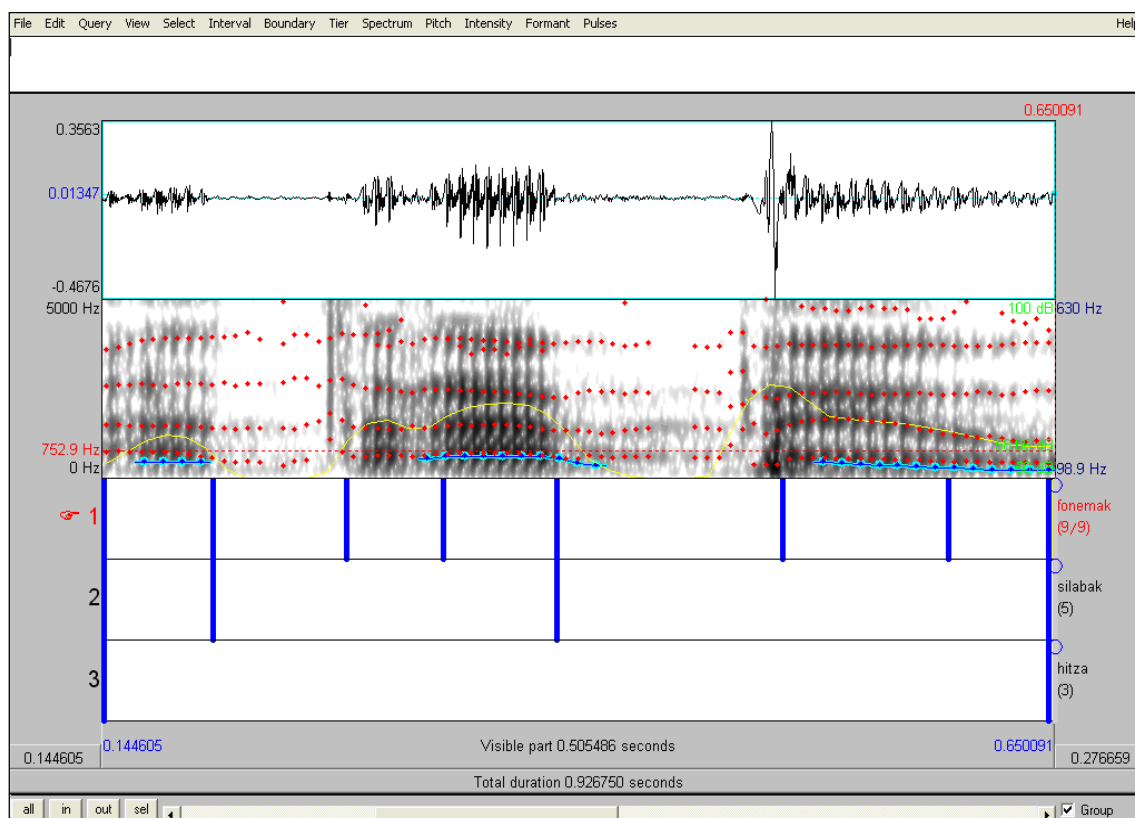 File Edit Query View Select Interval Boundary Tier Spectrum Pitch Intensity Formant Pulses Help
0.650091
0.3563
0.01347
-0.4676
5000 Hz 100 dB 630 Hz
752.9 Hz
0 Hz 98.9 Hz
1 fonemak
(9/9)
2 silabak
(5)
3 hitza
(3)
0.144605 Visible part 0.505486 seconds 0.650091
0.144605 0.276659
Total duration 0.926750 seconds
all in out sel Group